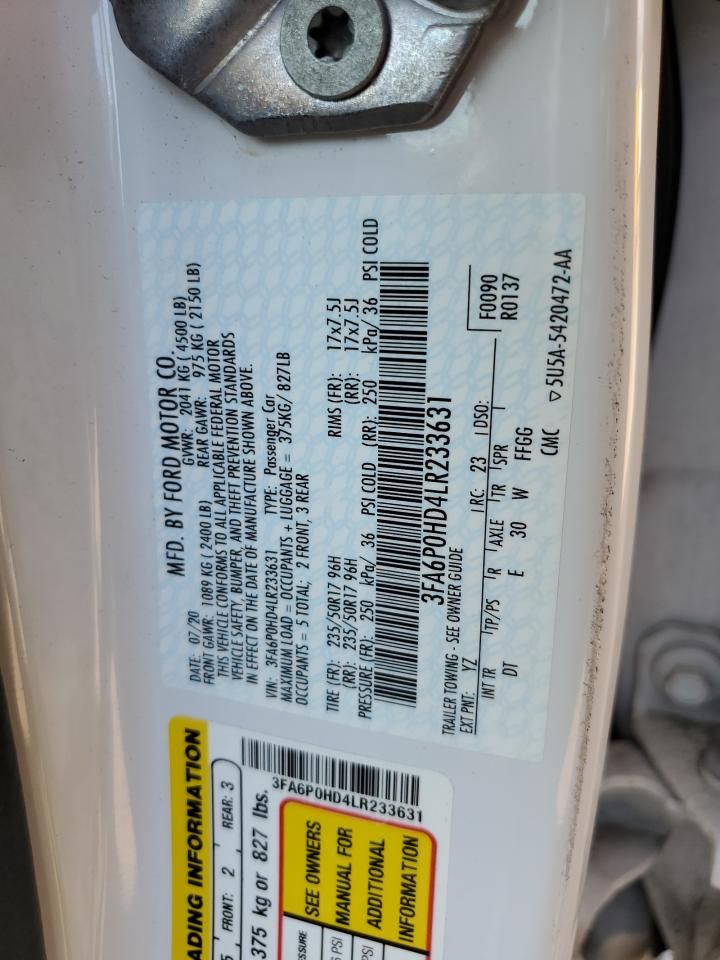 MFD. BY FORD MOTOR CO.
DATE: 07/20 GVWR: 2041 KG ( 4500 LB)
FRONT GAWR: 1089 KG ( 2400 LB) REAR GAWR: 975 KG ( 2150 LB)
THIS VEHICLE CONFORMS TO ALL APPLICABLE FEDERAL MOTOR
VEHICLE SAFETY, BUMPER, AND THEFT PREVENTION STANDARDS
IN EFFECT ON THE DATE OF MANUFACTURE SHOWN ABOVE.
VIN: 3FA6P0HD4LR233631 TYPE: Passenger Car
MAXIMUM LOAD = OCCUPANTS + LUGGAGE = 375KG/ 827LB
OCCUPANTS = 5 TOTAL; 2 FRONT, 3 REAR
TIRE (FR): 235/50R17 96H RIMS (FR): 17x7.5J
(RR): 235/50R17 96H (RR): 17x7.5J
PRESSURE (FR): 250 kPa/ 36 PSI COLD (RR): 250 kPa/ 36 PSI COLD
3FA6P0HD4LR233631
TRAILER TOWING - SEE OWNER GUIDE
F0090
R0137
EXT PNT: YZ RC: 23 DSO:
INT TR TP/PS R AXLE TR SPR
DT E 30 W FFGG
CMC ▽5U5A-5420472-AA
ADING INFORMATION
5 FRONT: 2 REAR: 3
375 kg or 827 lbs.
3FA6P0HD4LR233631
SEE OWNERS
MANUAL FOR
ADDITIONAL
INFORMATION
ESSURE
PSI
PSI